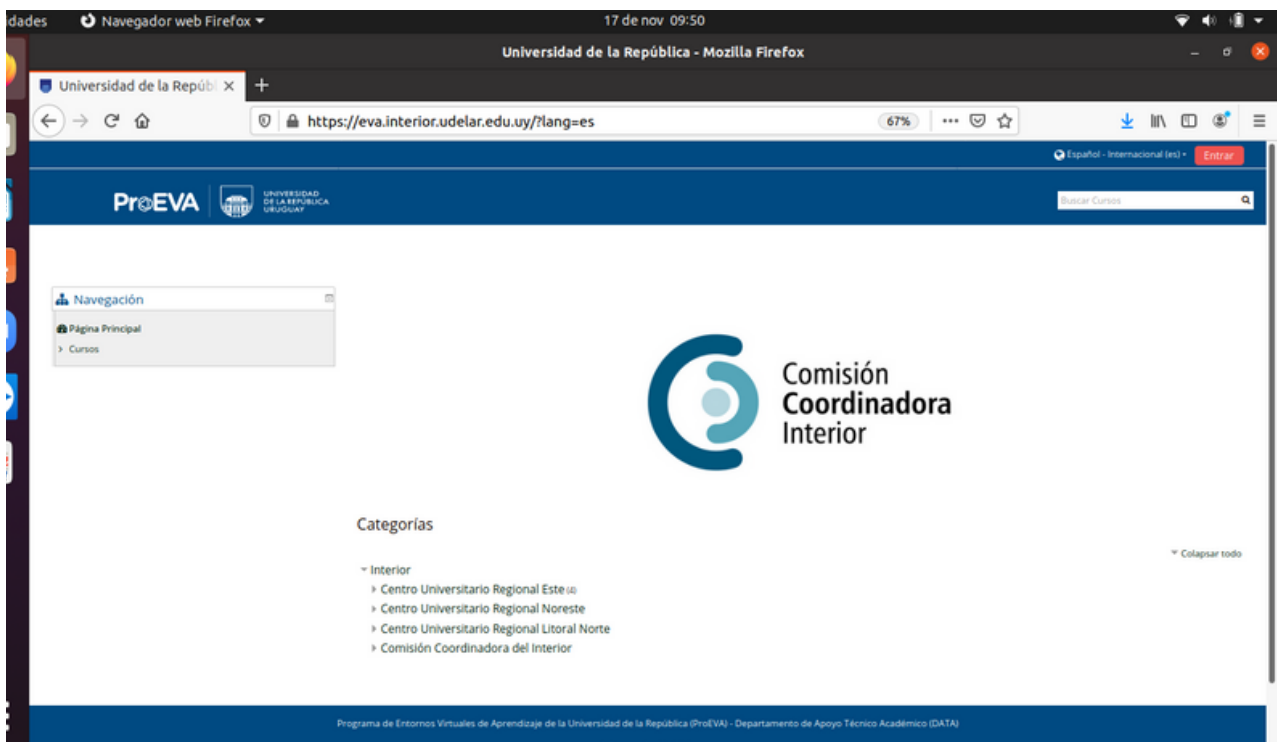 dades Navegador web Firefox 17 de nov 09:50
Universidad de la República - Mozilla Firefox
Universidad de la Repúbl
https://eva.interior.udelar.edu.uy/?lang=es 67%
Español - Internacional (es) Entrar
ProEVA UNIVERSIDAD
DE LA REPÚBLICA
URUGUAY
Buscar Cursos
Navegación
Página Principal
Cursos
Comisión
Coordinadora
Interior
Categorías
Colapsar todo
Interior
Centro Universitario Regional Este (4)
Centro Universitario Regional Noreste
Centro Universitario Regional Litoral Norte
Comisión Coordinadora del Interior
Programa de Entornos Virtuales de Aprendizaje de la Universidad de la República (ProEVA) - Departamento de Apoyo Técnico Académico (DATA)